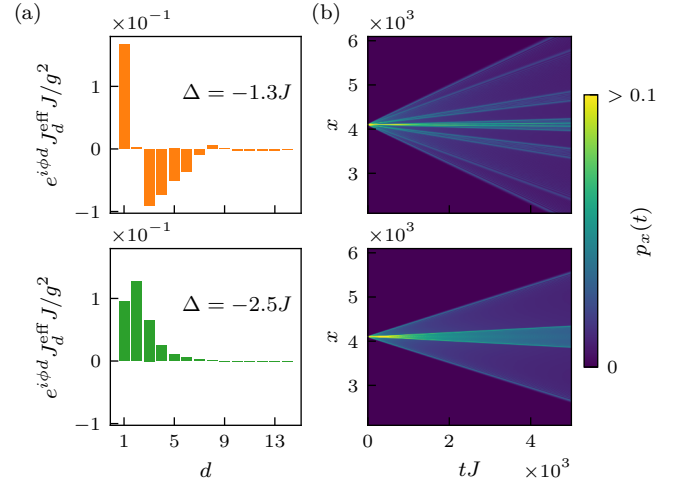 (a)
×10⁻¹
e^{iϕd} J_d^{eff} J/g²
1
0
−1
Δ = −1.3J
×10⁻¹
e^{iϕd} J_d^{eff} J/g²
1
0
−1
Δ = −2.5J
1 5 9 13
d
(b)
×10³
x
6
5
4
3
×10³
x
6
5
4
3
0 2 4
tJ ×10³
> 0.1
p_x(t)
0